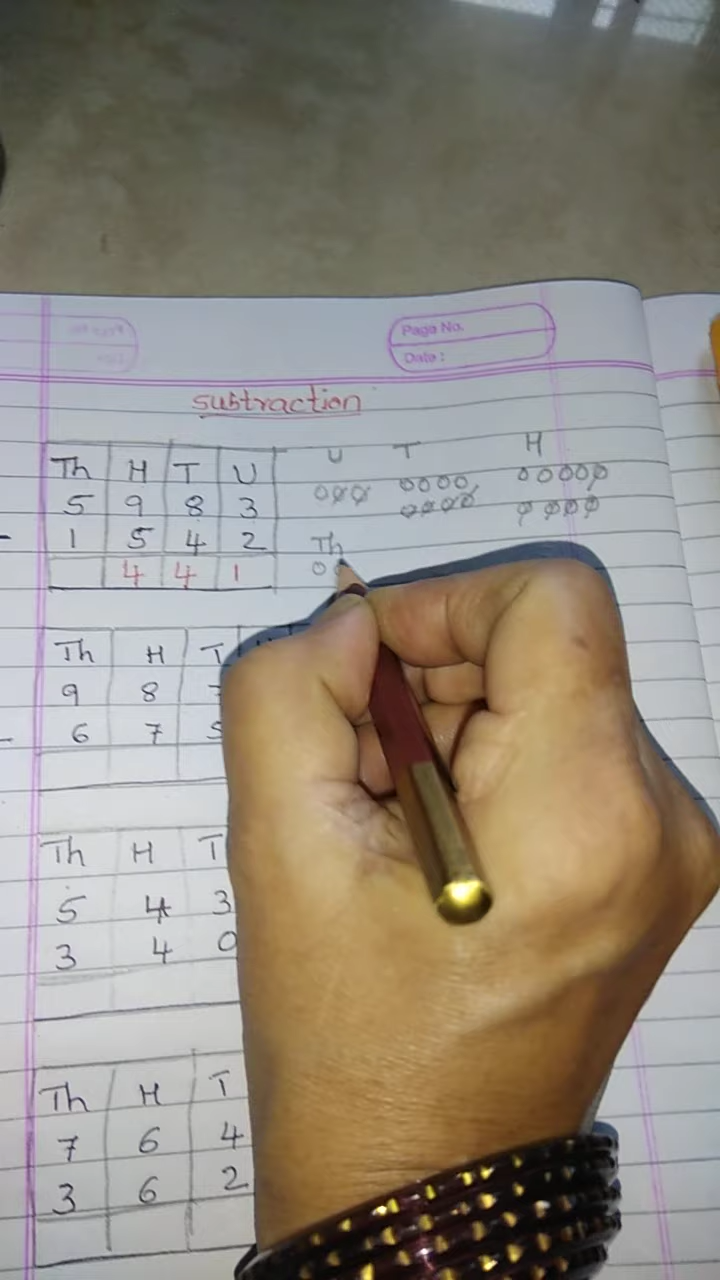 Page No.
Date :
subtraction
Th H T U U T H
5 9 8 3
- 1 5 4 2 Th
4 4 1
Th H T
9 8
- 6 7 5
Th H T
5 4 3
3 4 0
Th H T
7 6 4
3 6 2